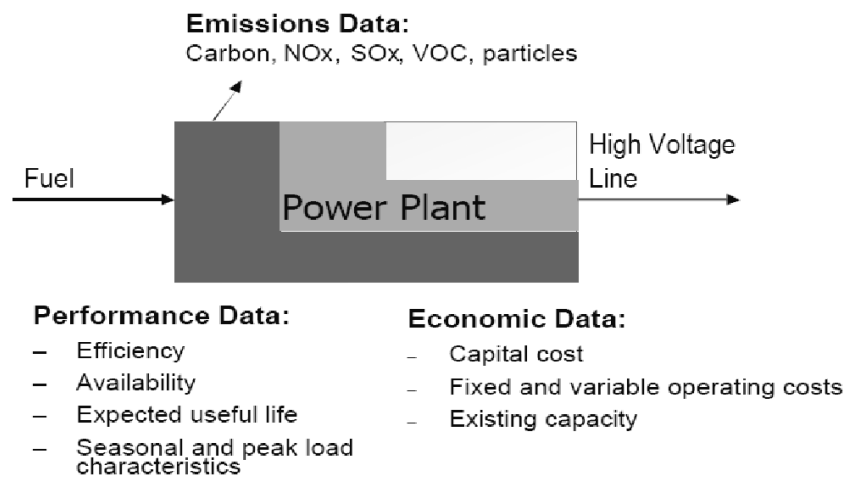 Emissions Data:
Carbon, NOx, SOx, VOC, particles
Fuel
High Voltage
Line
Power Plant
Performance Data:
– Efficiency
– Availability
– Expected useful life
– Seasonal and peak load
characteristics
Economic Data:
– Capital cost
– Fixed and variable operating costs
– Existing capacity